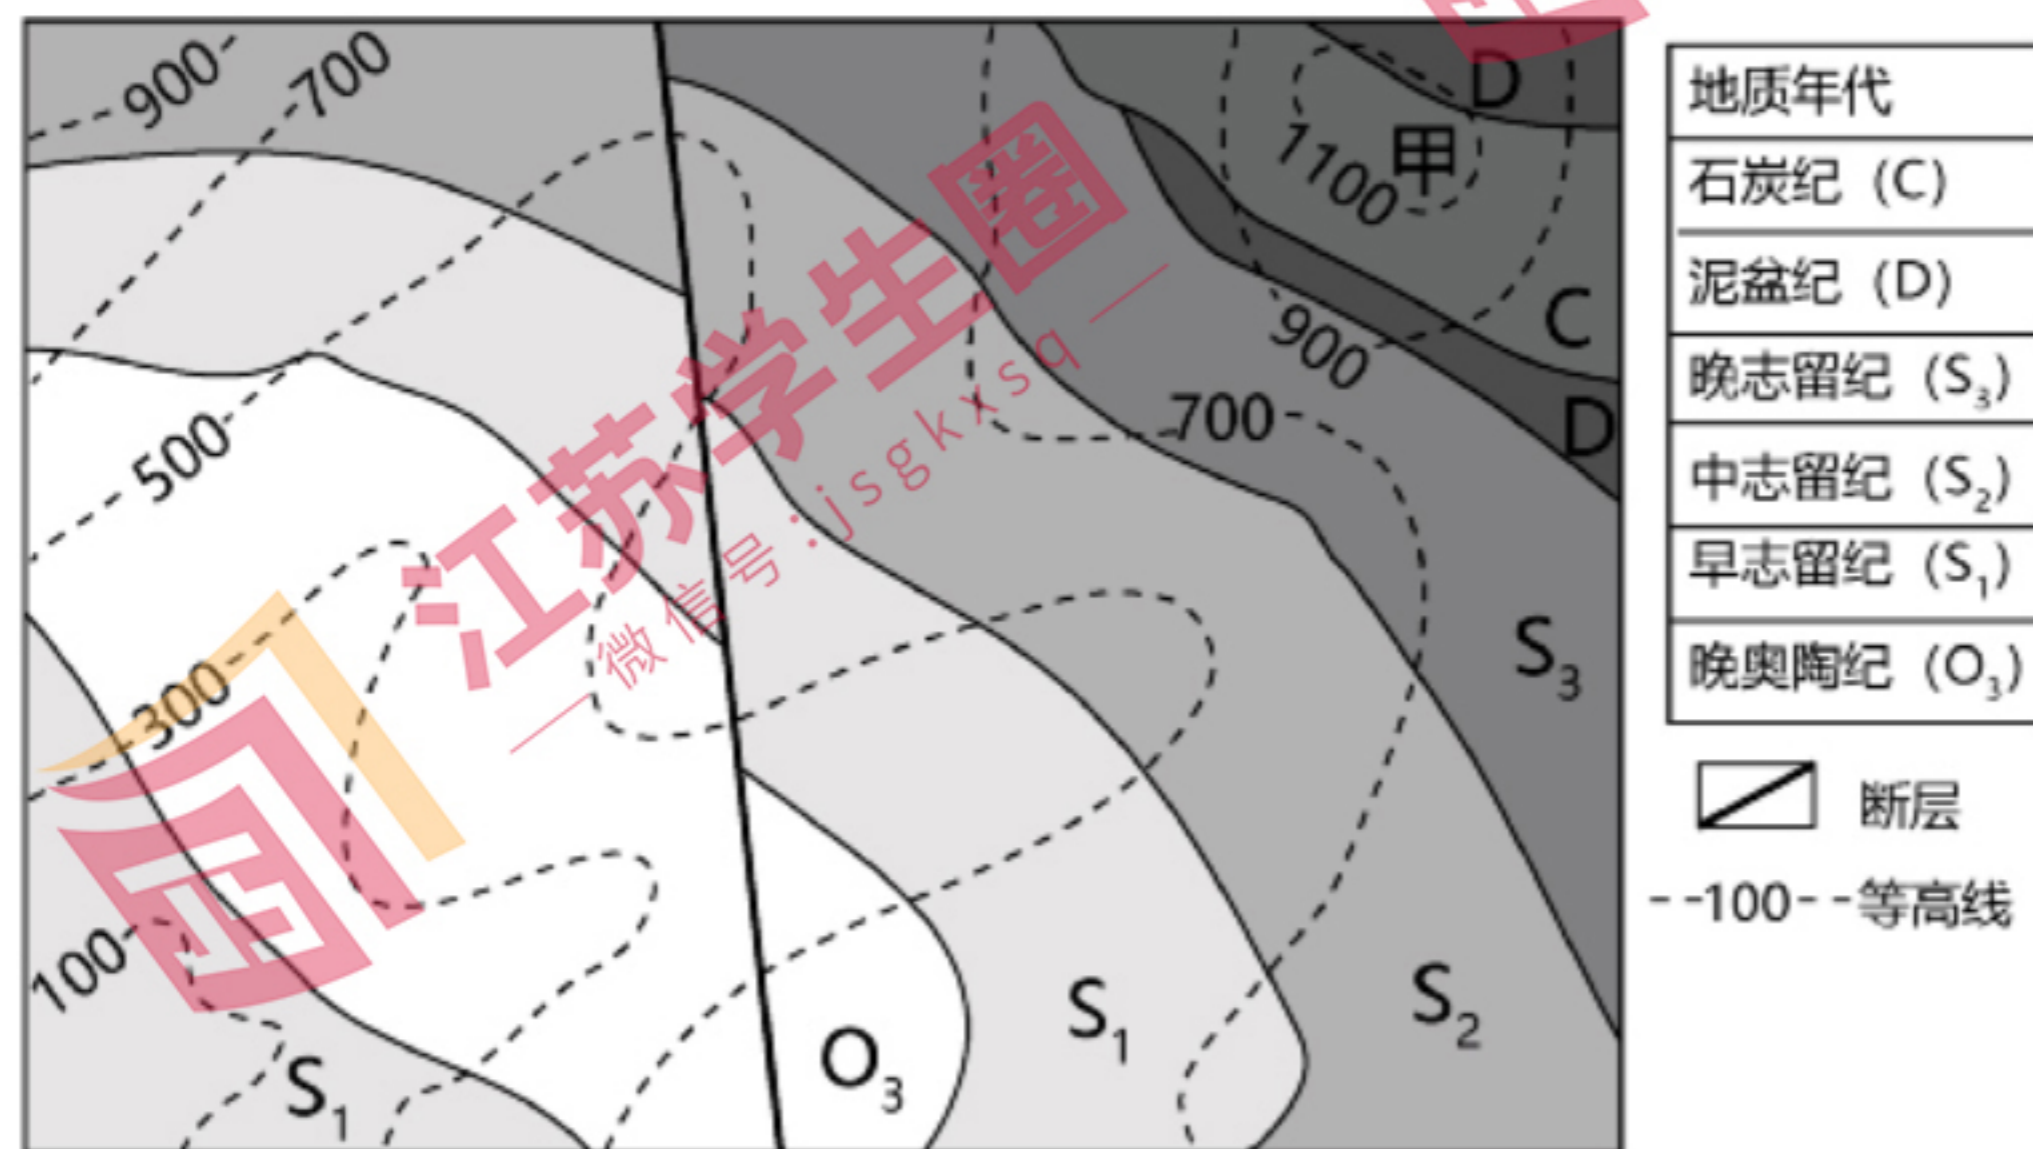 900
700
500
300
100
1100
甲
900
700
D
C
D
S₃
S₂
S₁
O₃
S₁
江苏学生圈
微信号:jsgkxsq
地质年代
石炭纪（C）
泥盆纪（D）
晚志留纪（S₃）
中志留纪（S₂）
早志留纪（S₁）
晚奥陶纪（O₃）
断层
--100--等高线